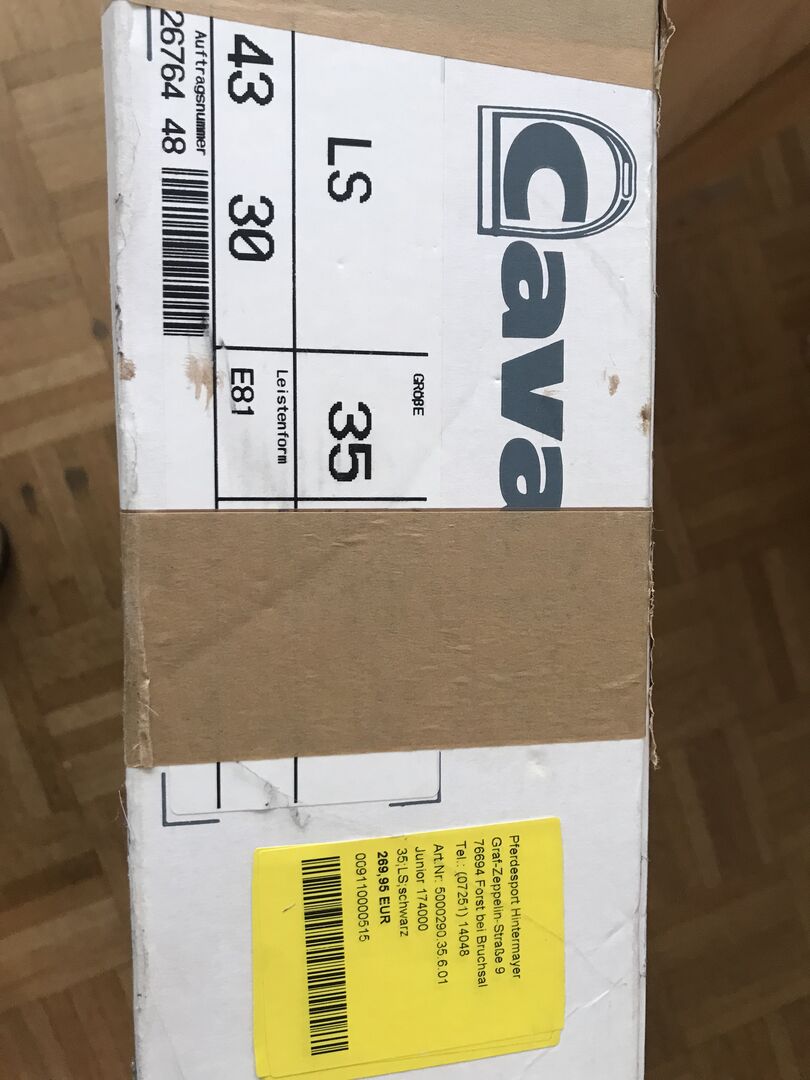 Cava
GRÖßE
LS
35
Leistenform
43
30
E81
Auftragsnummer
26764 48
Pferdesport Hintermayer
Graf-Zeppelin-Straße 9
76694 Forst bei Bruchsal
Tel.: (07251) 14048
Art.Nr: 5000290.35.6.01
Junior 174000
35;LS;schwarz
269,95 EUR
009110000515